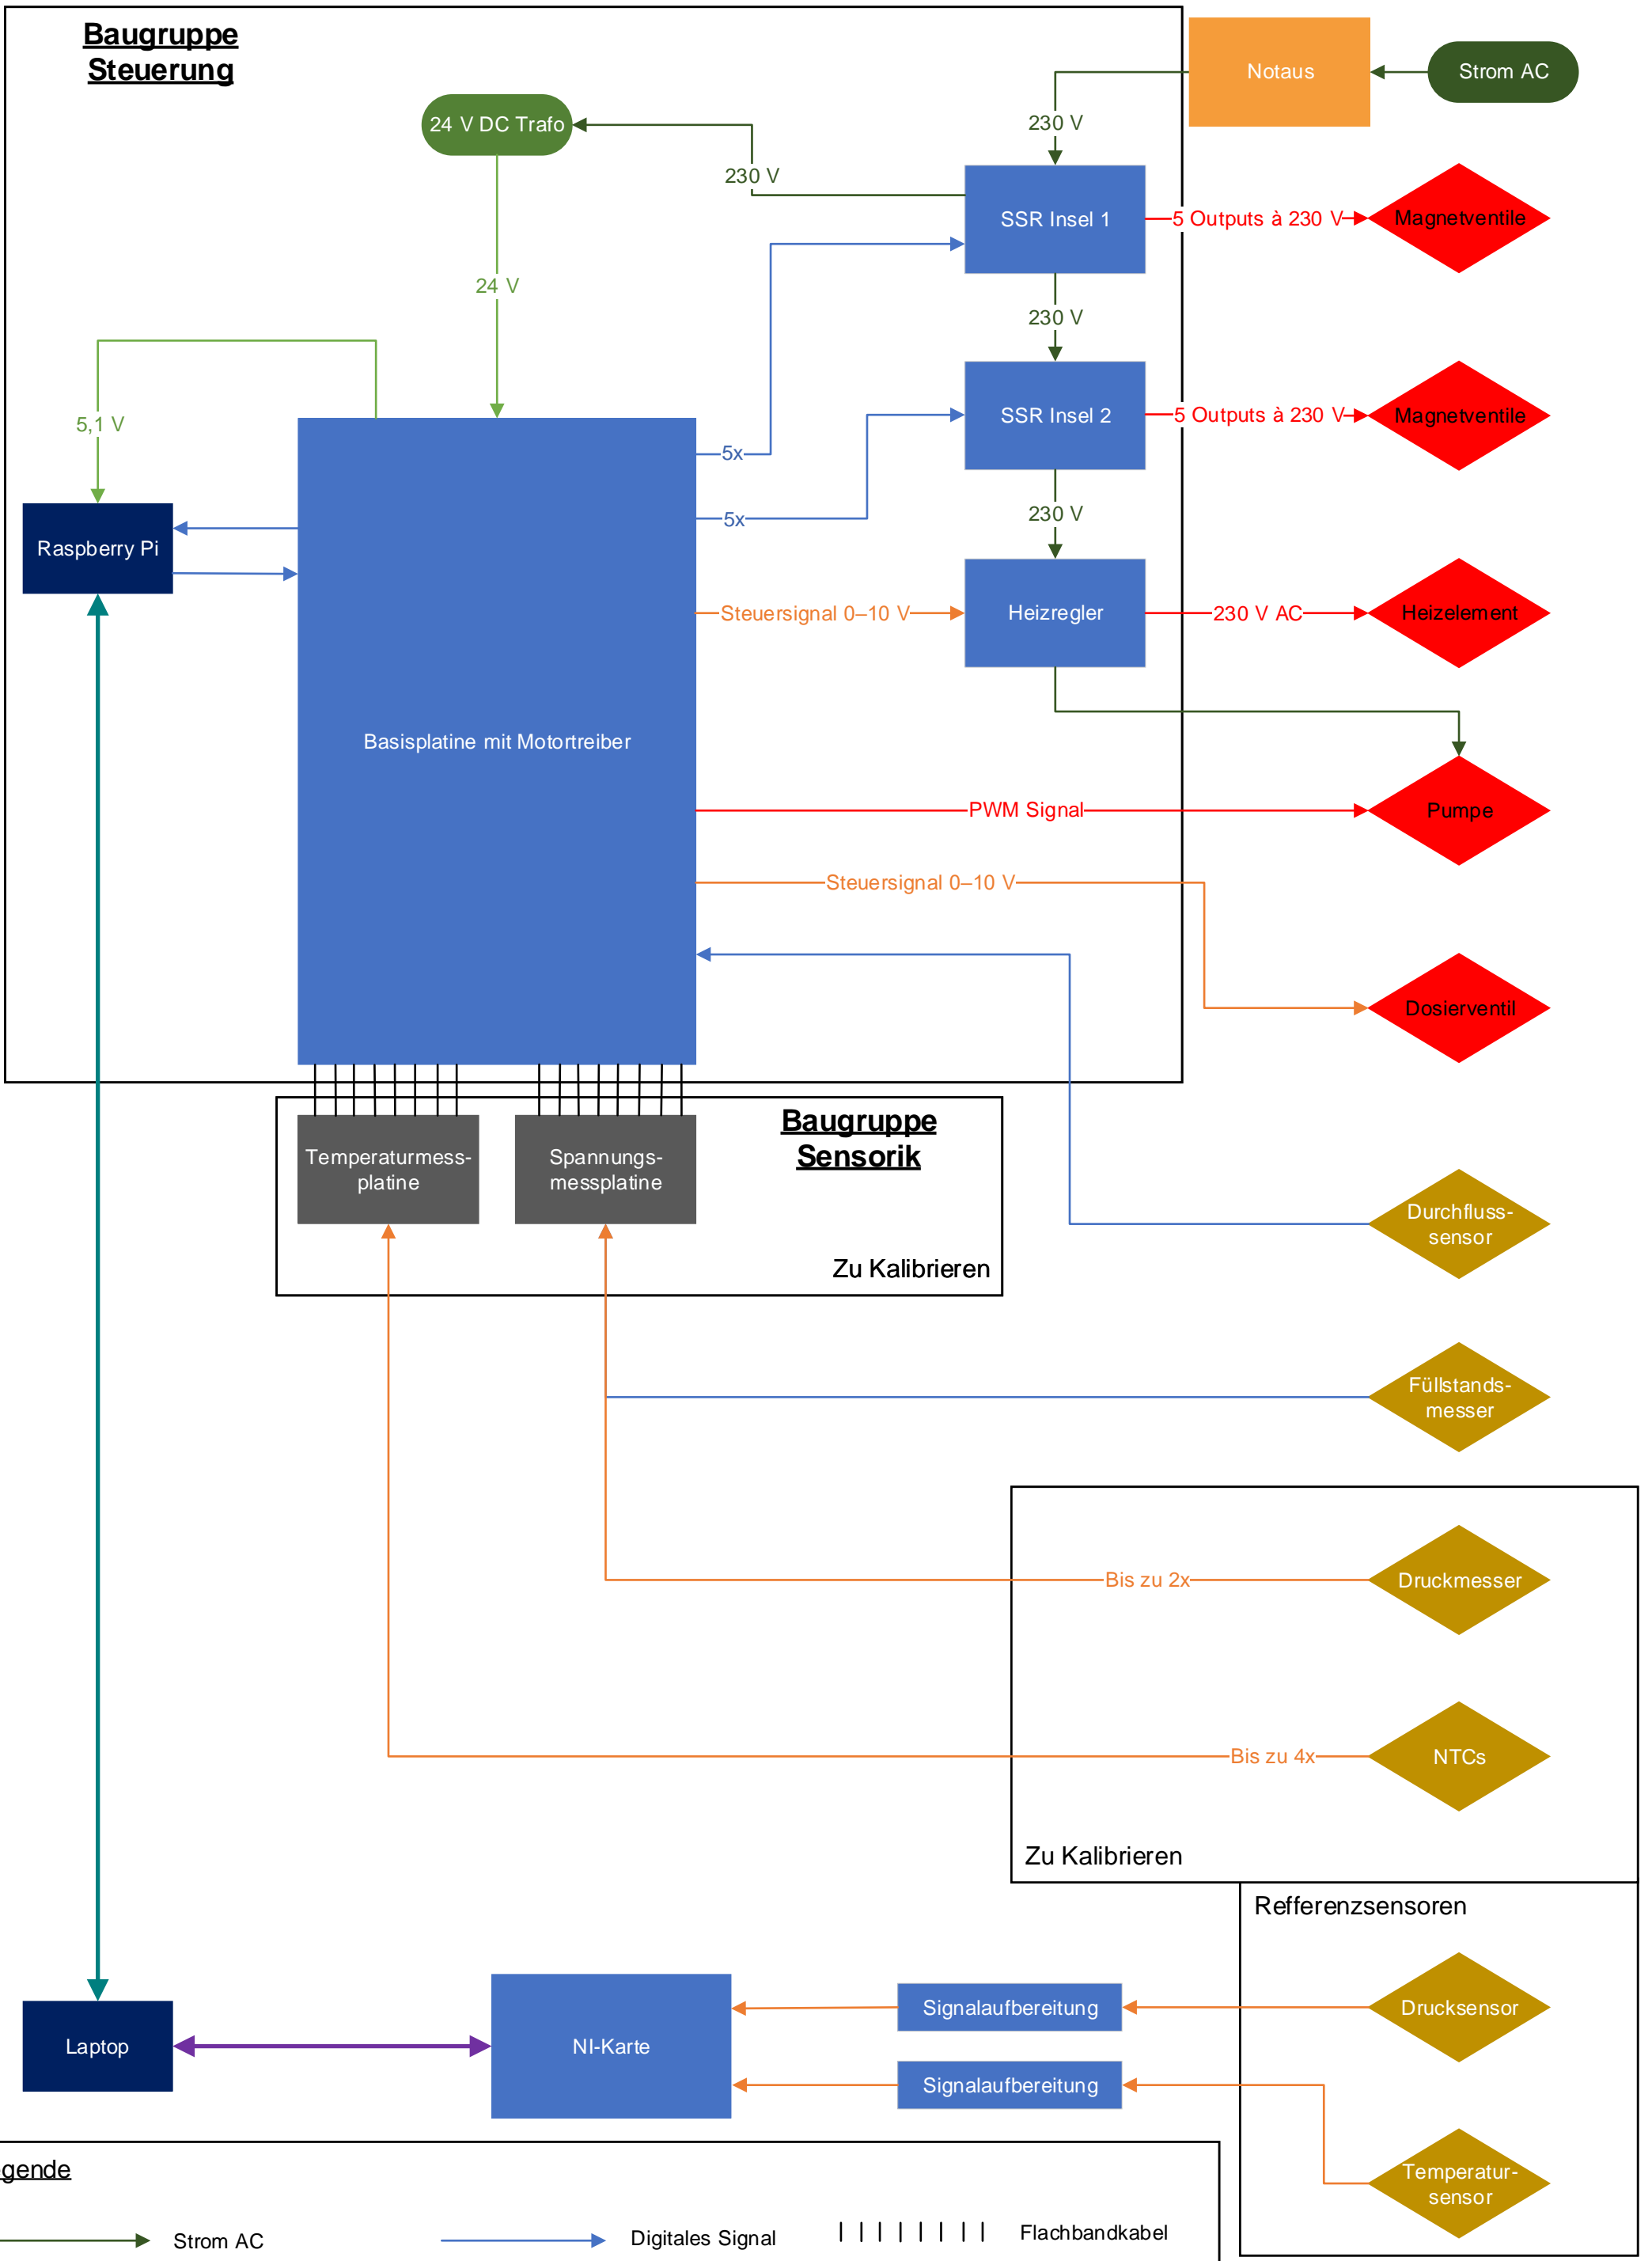 Baugruppe
Steuerung
Notaus
Strom AC
24 V DC Trafo
230 V
230 V
SSR Insel 1
5 Outputs à 230 V
Magnetventile
24 V
230 V
5,1 V
SSR Insel 2
5 Outputs à 230 V
Magnetventile
5x
5x
230 V
Raspberry Pi
Steuersignal 0–10 V
Heizregler
230 V AC
Heizelement
Basisplatine mit Motortreiber
PWM Signal
Pumpe
Steuersignal 0–10 V
Dosierventil
Baugruppe
Sensorik
Temperaturmess-
platine
Spannungs-
messplatine
Zu Kalibrieren
Durchfluss-
sensor
Füllstands-
messer
Bis zu 2x
Druckmesser
Bis zu 4x
NTCs
Zu Kalibrieren
Refferenzsensoren
Laptop
NI-Karte
Signalaufbereitung
Drucksensor
Signalaufbereitung
Temperatur-
sensor
gende
Strom AC
Digitales Signal
Flachbandkabel